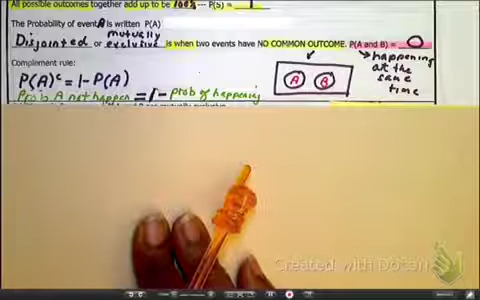 All possible outcomes together add up to be 100% --- P(S) = 1
The Probability of event A is written P(A)
Disjointed or mutually exclusive is when two events have NO COMMON OUTCOME. P(A and B) = 0
happening at the same time
Complement rule:
P(A)ᶜ = 1 - P(A)
A B
Prob A not happen = 1 - prob of happening
Created with Doceri